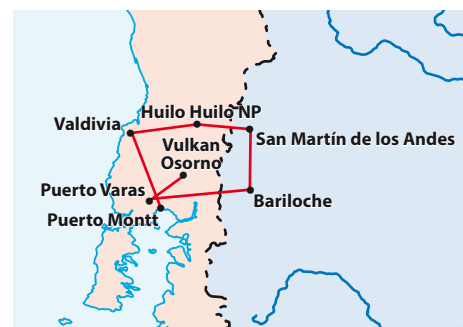 Huilo Huilo NP
Valdivia
San Martín de los Andes
Vulkan
Osorno
Puerto Varas
Bariloche
Puerto Montt